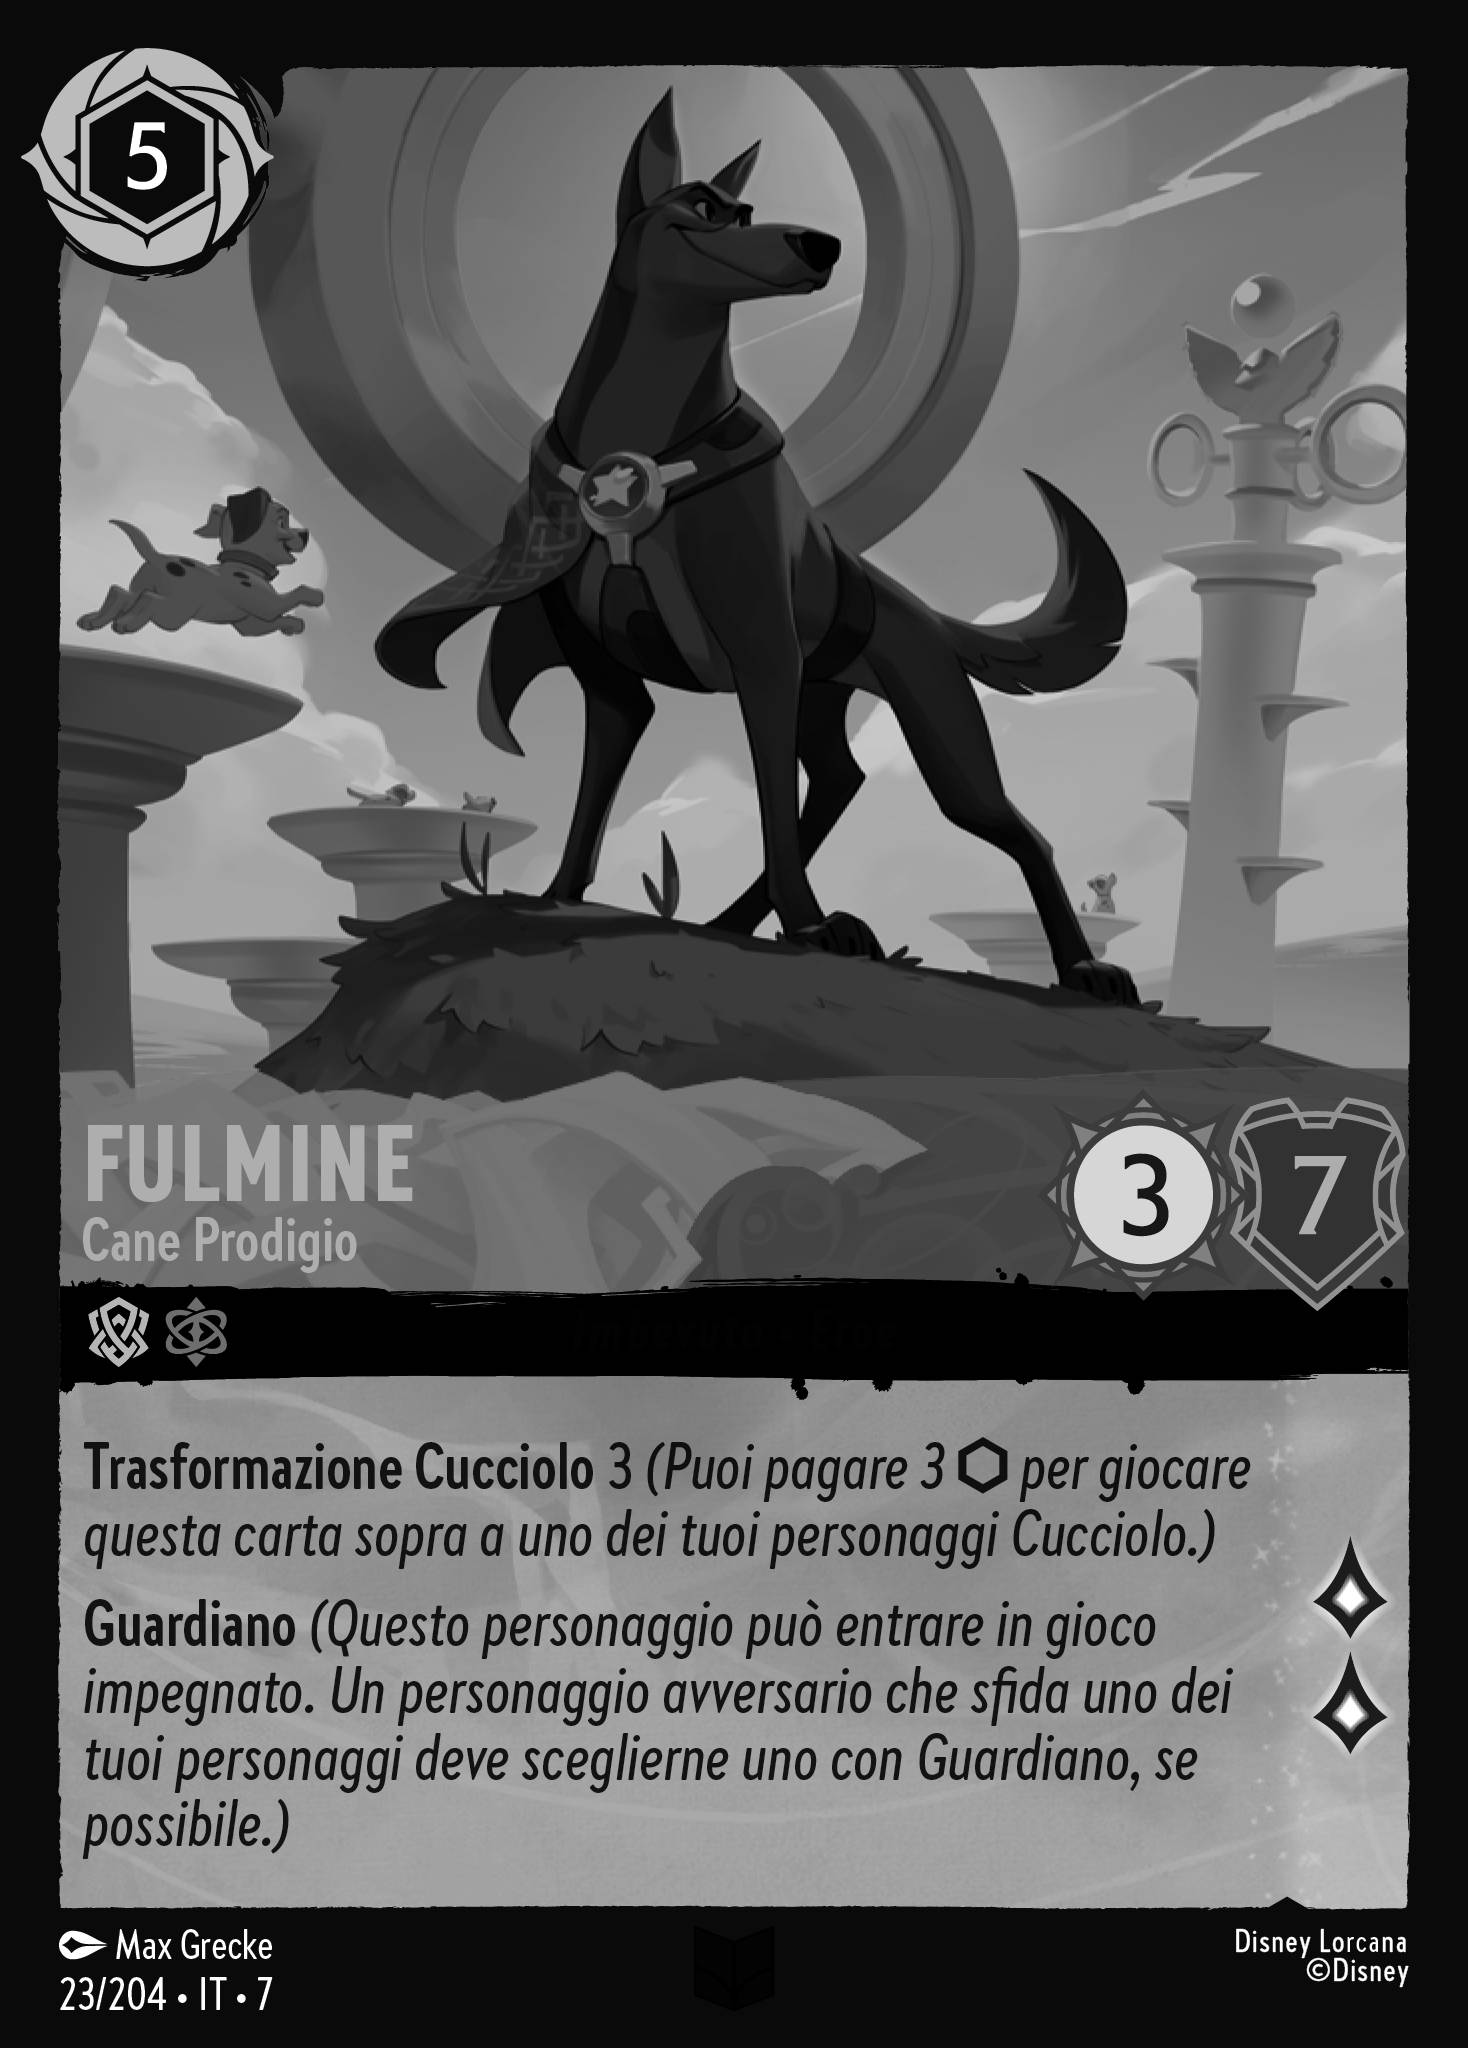 5
FULMINE
Cane Prodigio
3 7
Trasformazione Cucciolo 3 (Puoi pagare 3 ⬡ per giocare
questa carta sopra a uno dei tuoi personaggi Cucciolo.)
Guardiano (Questo personaggio può entrare in gioco
impegnato. Un personaggio avversario che sfida uno dei
tuoi personaggi deve sceglierne uno con Guardiano, se
possibile.)
Max Grecke
23/204 • IT • 7
Disney Lorcana
©Disney